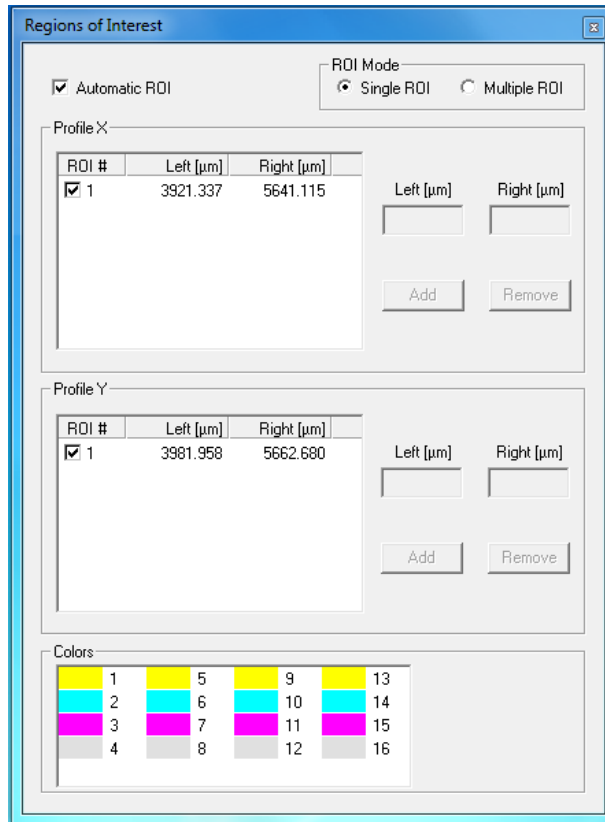 Regions of Interest
ROI Mode
Automatic ROI Single ROI Multiple ROI
Profile X
ROI # Left [µm] Right [µm]
1 3921.337 5641.115
Left [µm] Right [µm]
Add Remove
Profile Y
ROI # Left [µm] Right [µm]
1 3981.958 5662.680
Left [µm] Right [µm]
Add Remove
Colors
1 5 9 13
2 6 10 14
3 7 11 15
4 8 12 16